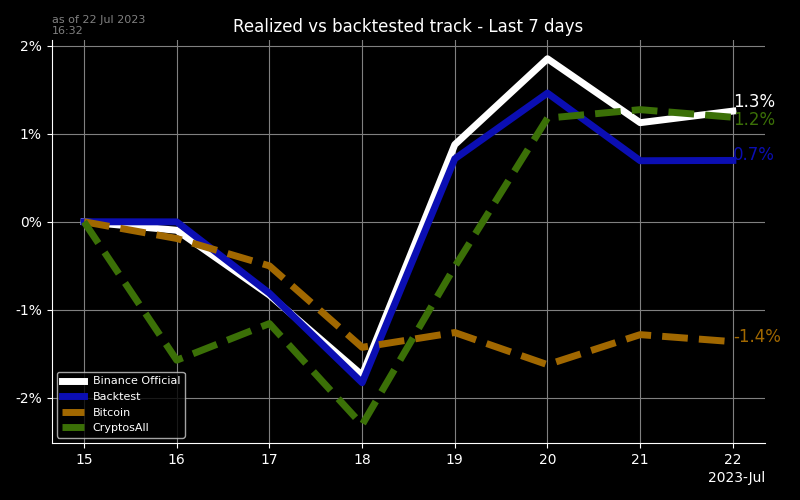 as of 22 Jul 2023
16:32
Realized vs backtested track - Last 7 days
2%
1%
0%
-1%
-2%
1.3%
1.2%
0.7%
-1.4%
Binance Official
Backtest
Bitcoin
CryptosAll
15 16 17 18 19 20 21 22
2023-Jul